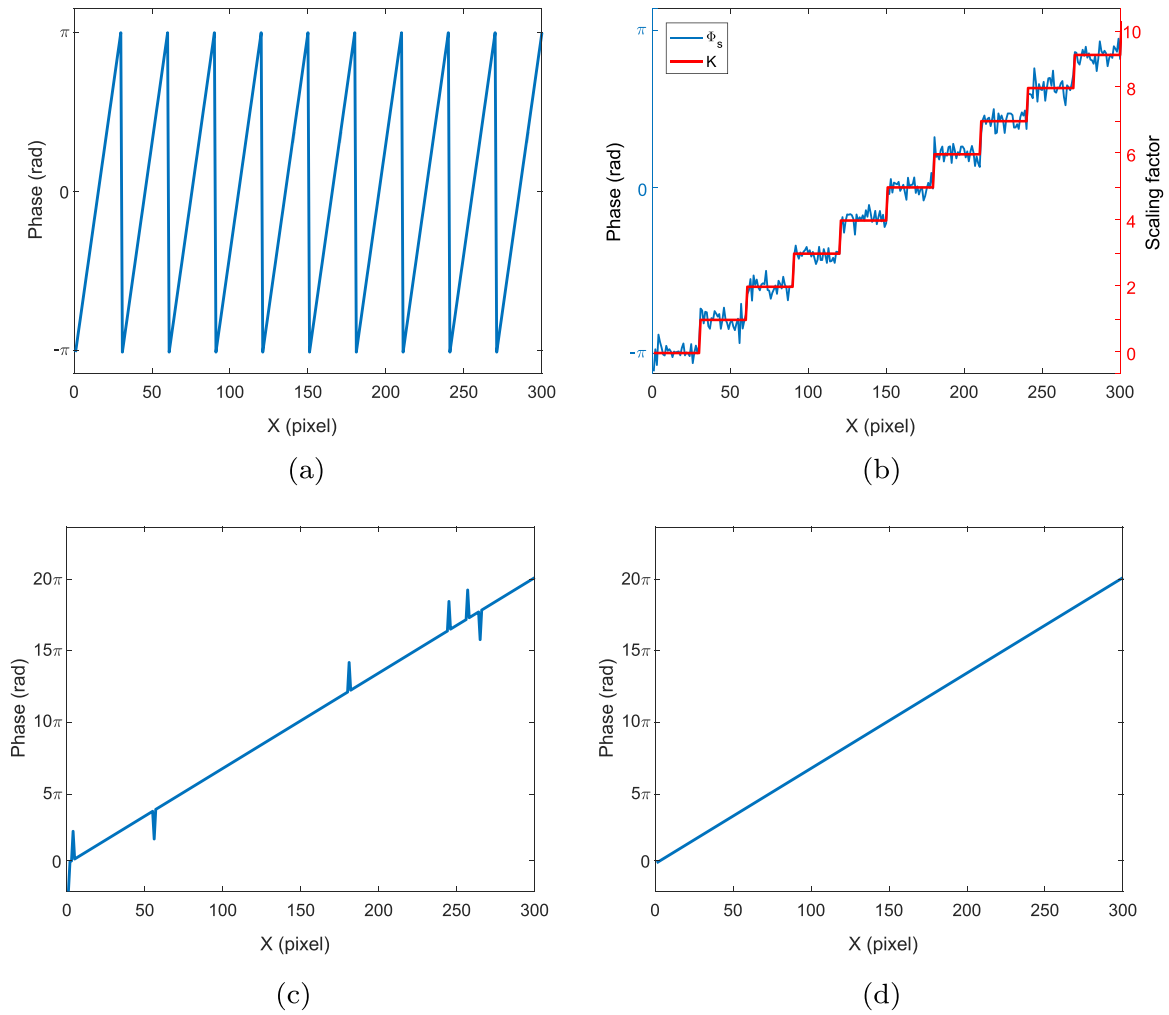 π
0
-π
Phase (rad)
0 50 100 150 200 250 300
X (pixel)
(a)
Φs
K
π
0
-π
Phase (rad)
10
8
6
4
2
0
Scaling factor
0 50 100 150 200 250 300
X (pixel)
(b)
20π
15π
10π
5π
0
Phase (rad)
0 50 100 150 200 250 300
X (pixel)
(c)
20π
15π
10π
5π
0
Phase (rad)
0 50 100 150 200 250 300
X (pixel)
(d)